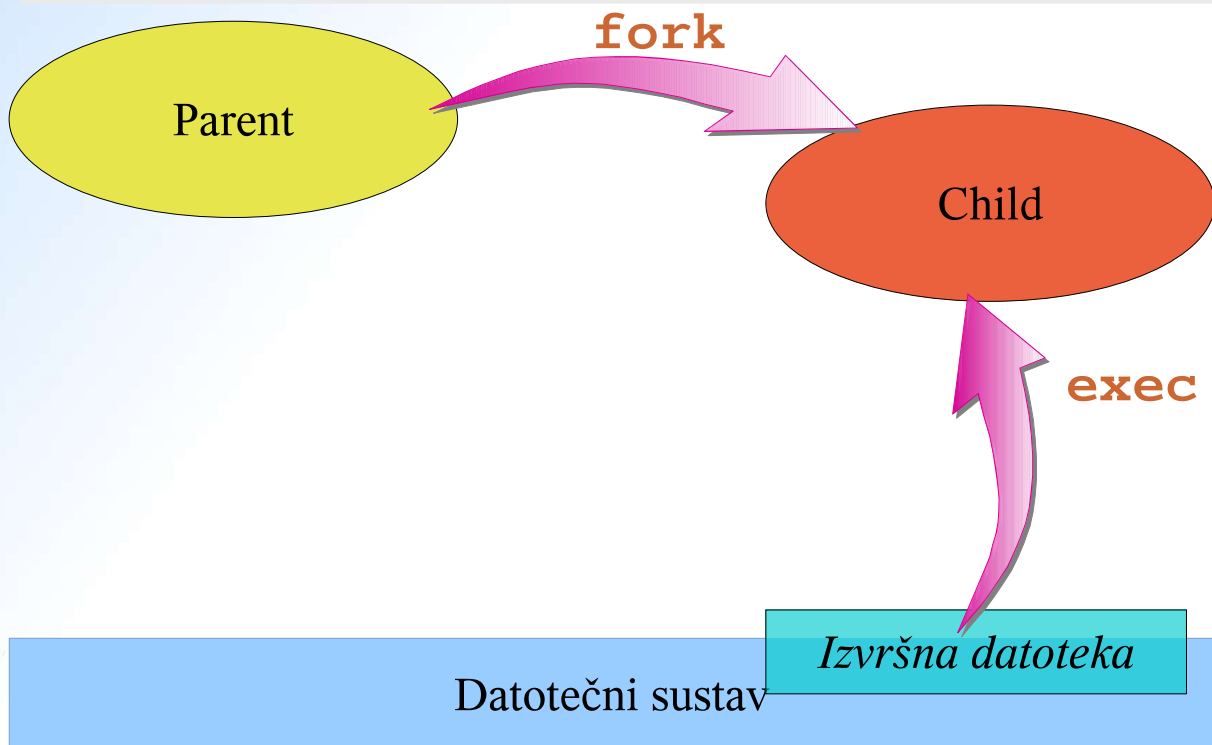 fork
Parent
Child
exec
Izvršna datoteka
Datotečni sustav